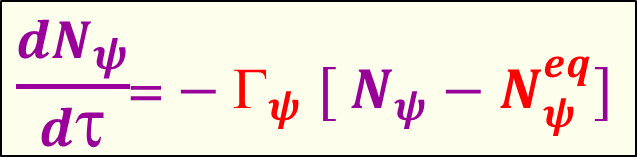 dN_ψ/dτ = − Γ_ψ [ N_ψ − N_ψ^eq ]